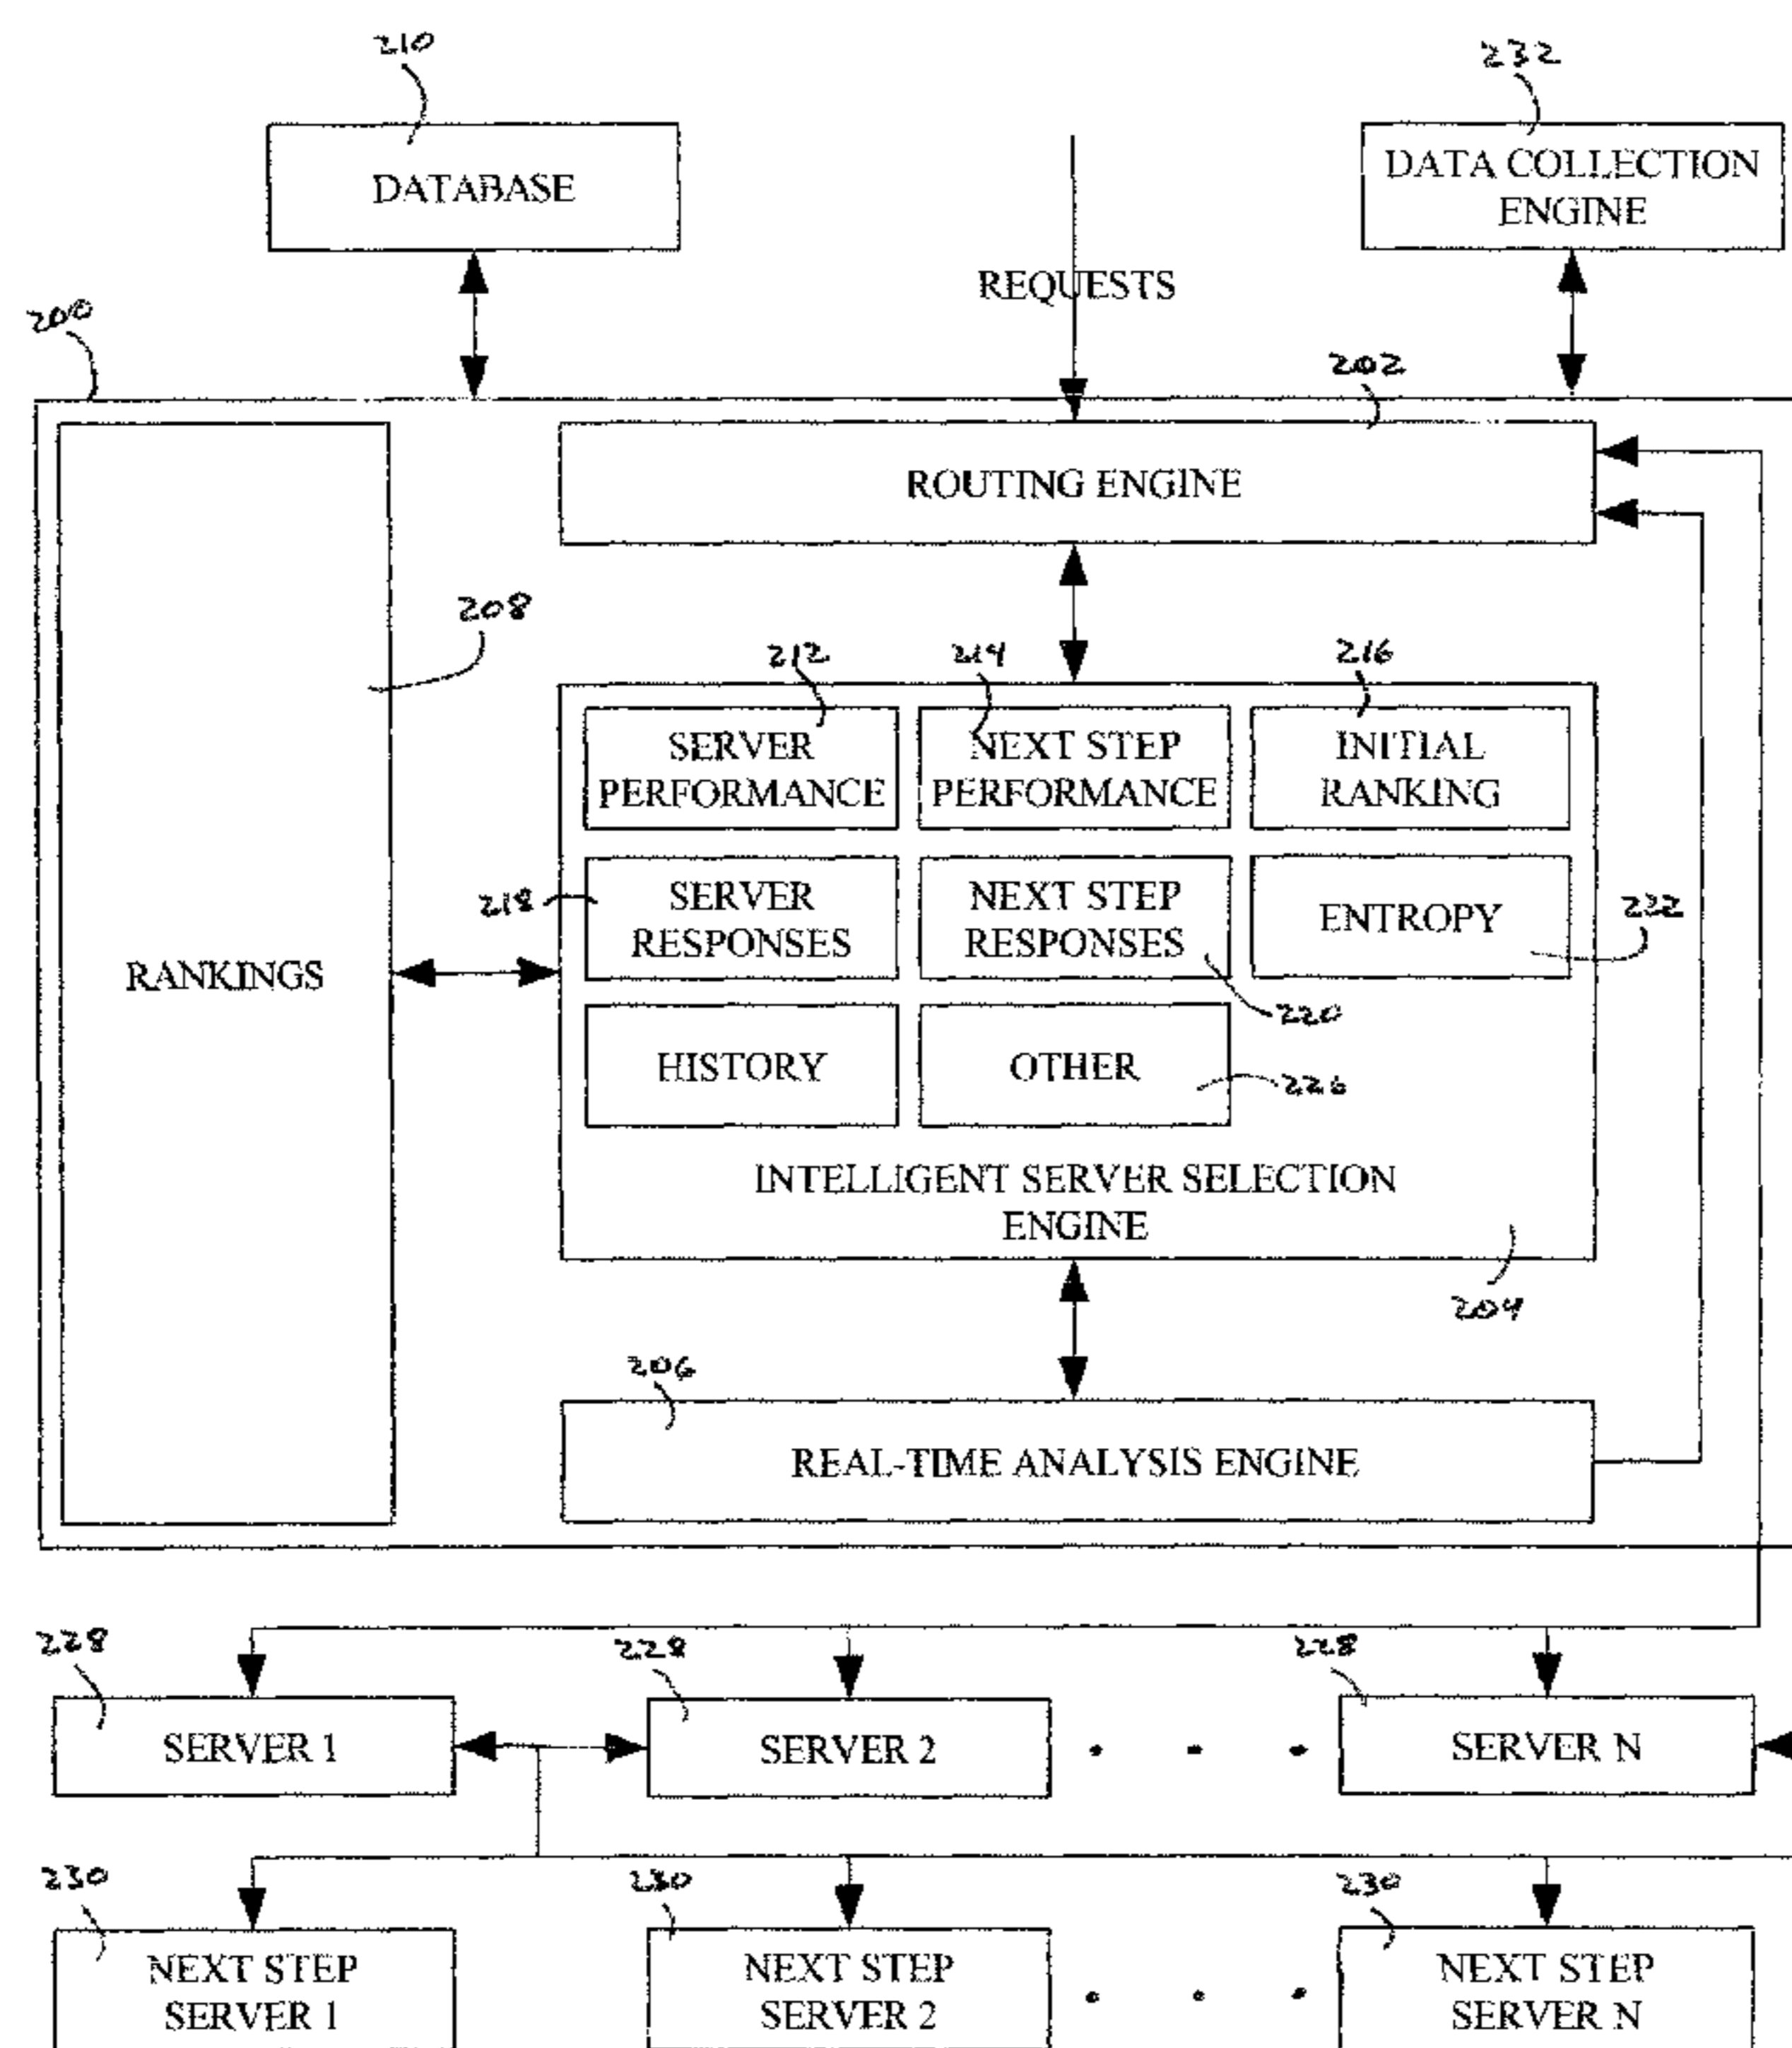 210
232
DATABASE
DATA COLLECTION
ENGINE
REQUESTS
200
202
ROUTING ENGINE
208
212
214
216
SERVER
PERFORMANCE
NEXT STEP
PERFORMANCE
INITIAL
RANKING
218
SERVER
RESPONSES
NEXT STEP
RESPONSES
ENTROPY
222
RANKINGS
220
HISTORY
OTHER
226
INTELLIGENT SERVER SELECTION
ENGINE
204
206
REAL-TIME ANALYSIS ENGINE
228
228
228
SERVER 1
SERVER 2
. . .
SERVER N
230
230
230
NEXT STEP
SERVER 1
NEXT STEP
SERVER 2
. . .
NEXT STEP
SERVER N